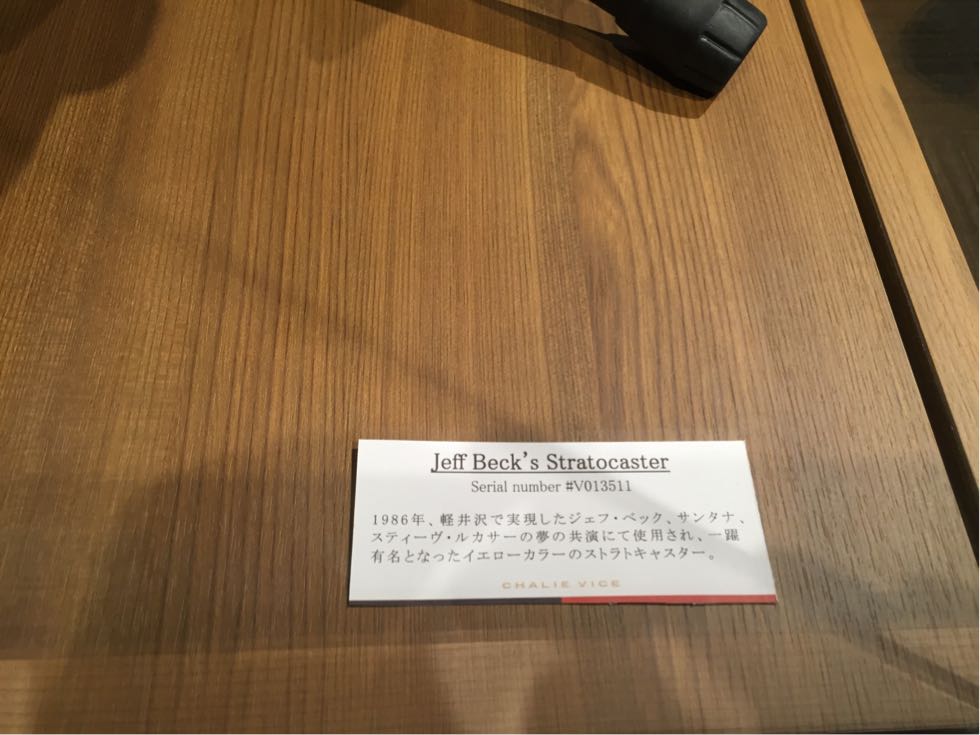 Jeff Beck's Stratocaster
Serial number #V013511
1986年、軽井沢で実現したジェフ・ベック、サンタナ、
スティーヴ・ルカサーの夢の共演にて使用され、一躍
有名となったイエローカラーのストラトキャスター。
CHALIE VICE